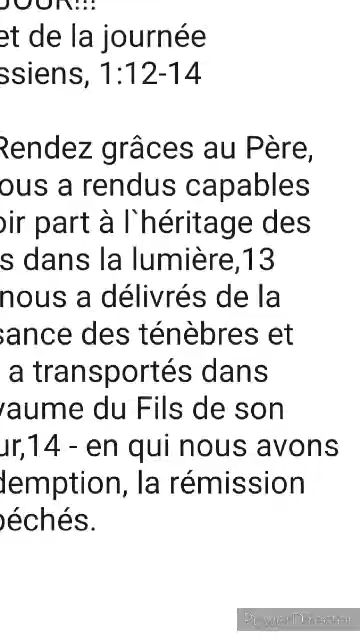 JOUR!!!
et de la journée
ssiens, 1:12-14
Rendez grâces au Père,
ous a rendus capables
oir part à l`héritage des
s dans la lumière,13
nous a délivrés de la
sance des ténèbres et
a transportés dans
yaume du Fils de son
ur,14 - en qui nous avons
demption, la rémission
péchés.
PowerDirector